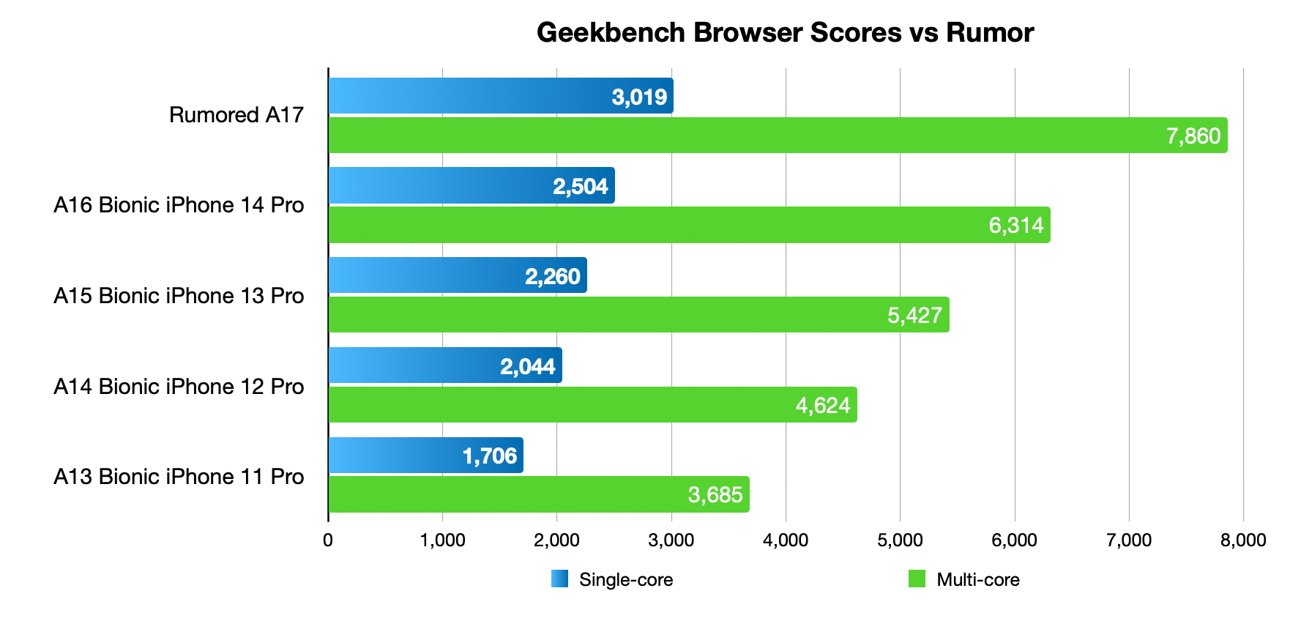 Geekbench Browser Scores vs Rumor
Rumored A17
3,019
7,860
A16 Bionic iPhone 14 Pro
2,504
6,314
A15 Bionic iPhone 13 Pro
2,260
5,427
A14 Bionic iPhone 12 Pro
2,044
4,624
A13 Bionic iPhone 11 Pro
1,706
3,685
0 1,000 2,000 3,000 4,000 5,000 6,000 7,000 8,000
Single-core Multi-core